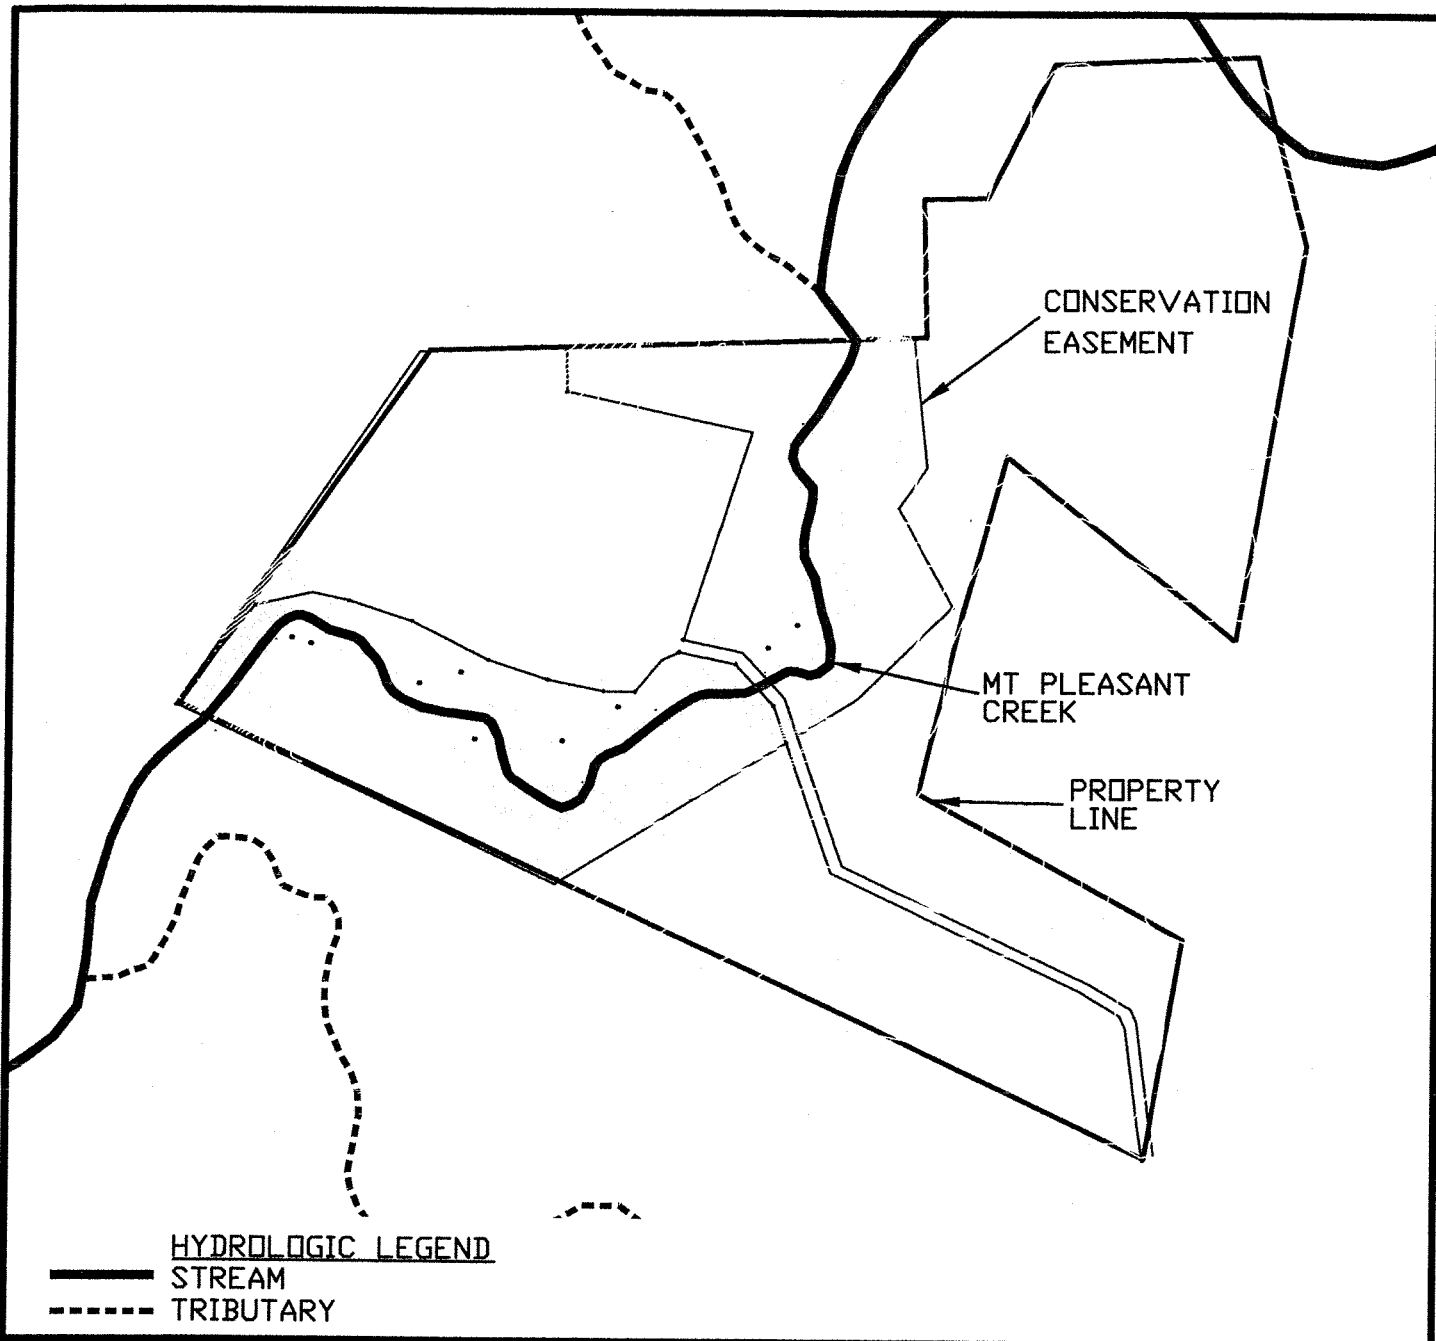 CONSERVATION
EASEMENT
MT PLEASANT
CREEK
PROPERTY
LINE
HYDROLOGIC LEGEND
STREAM
TRIBUTARY